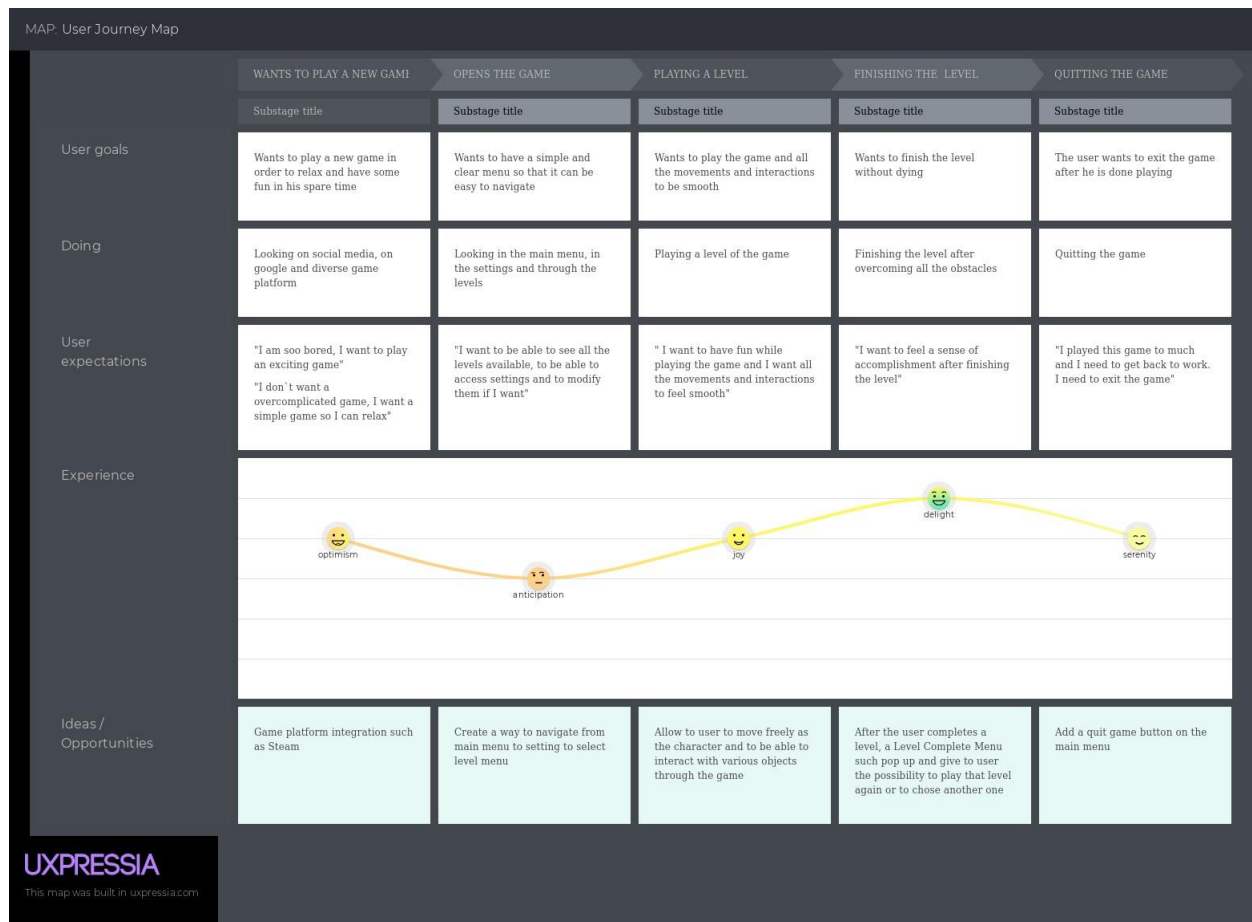 MAP: User Journey Map
WANTS TO PLAY A NEW GAME
OPENS THE GAME
PLAYING A LEVEL
FINISHING THE LEVEL
QUITTING THE GAME
Substage title
Substage title
Substage title
Substage title
Substage title
User goals
Wants to play a new game in
order to relax and have some
fun in his spare time
Wants to have a simple and
clear menu so that it can be
easy to navigate
Wants to play the game and all
the movements and interactions
to be smooth
Wants to finish the level
without dying
The user wants to exit the game
after he is done playing
Doing
Looking on social media, on
google and diverse game
platform
Looking in the main menu, in
the settings and through the
levels
Playing a level of the game
Finishing the level after
overcoming all the obstacles
Quitting the game
User
expectations
"I am soo bored, I want to play
an exciting game"
"I don`t want a
overcomplicated game, I want a
simple game so I can relax"
"I want to be able to see all the
levels available, to be able to
access settings and to modify
them if I want"
" I want to have fun while
playing the game and I want all
the movements and interactions
to feel smooth"
"I want to feel a sense of
accomplishment after finishing
the level"
"I played this game to much
and I need to get back to work.
I need to exit the game"
Experience
optimism
anticipation
joy
delight
serenity
Ideas /
Opportunities
Game platform integration such
as Steam
Create a way to navigate from
main menu to setting to select
level menu
Allow to user to move freely as
the character and to be able to
interact with various objects
through the game
After the user completes a
level, a Level Complete Menu
such pop up and give to user
the possibility to play that level
again or to chose another one
Add a quit game button on the
main menu
UXPRESSIA
This map was built in uxpressia.com